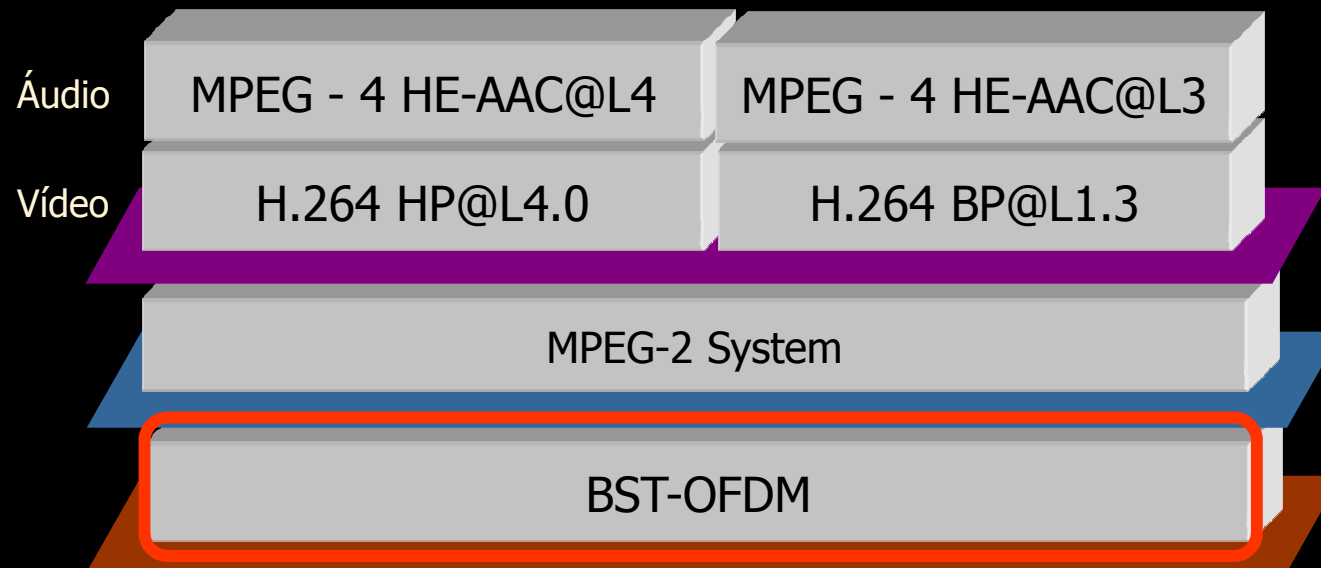 Áudio
MPEG - 4 HE-AAC@L4
MPEG - 4 HE-AAC@L3
Vídeo
H.264 HP@L4.0
H.264 BP@L1.3
MPEG-2 System
BST-OFDM